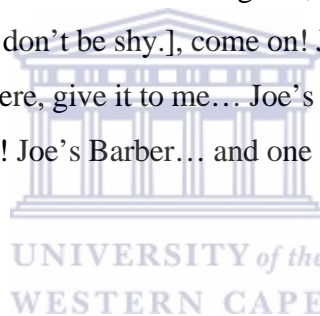 don’t be shy.], come on! J
ere, give it to me… Joe’s
! Joe’s Barber… and one
UNIVERSITY of the
WESTERN CAPE